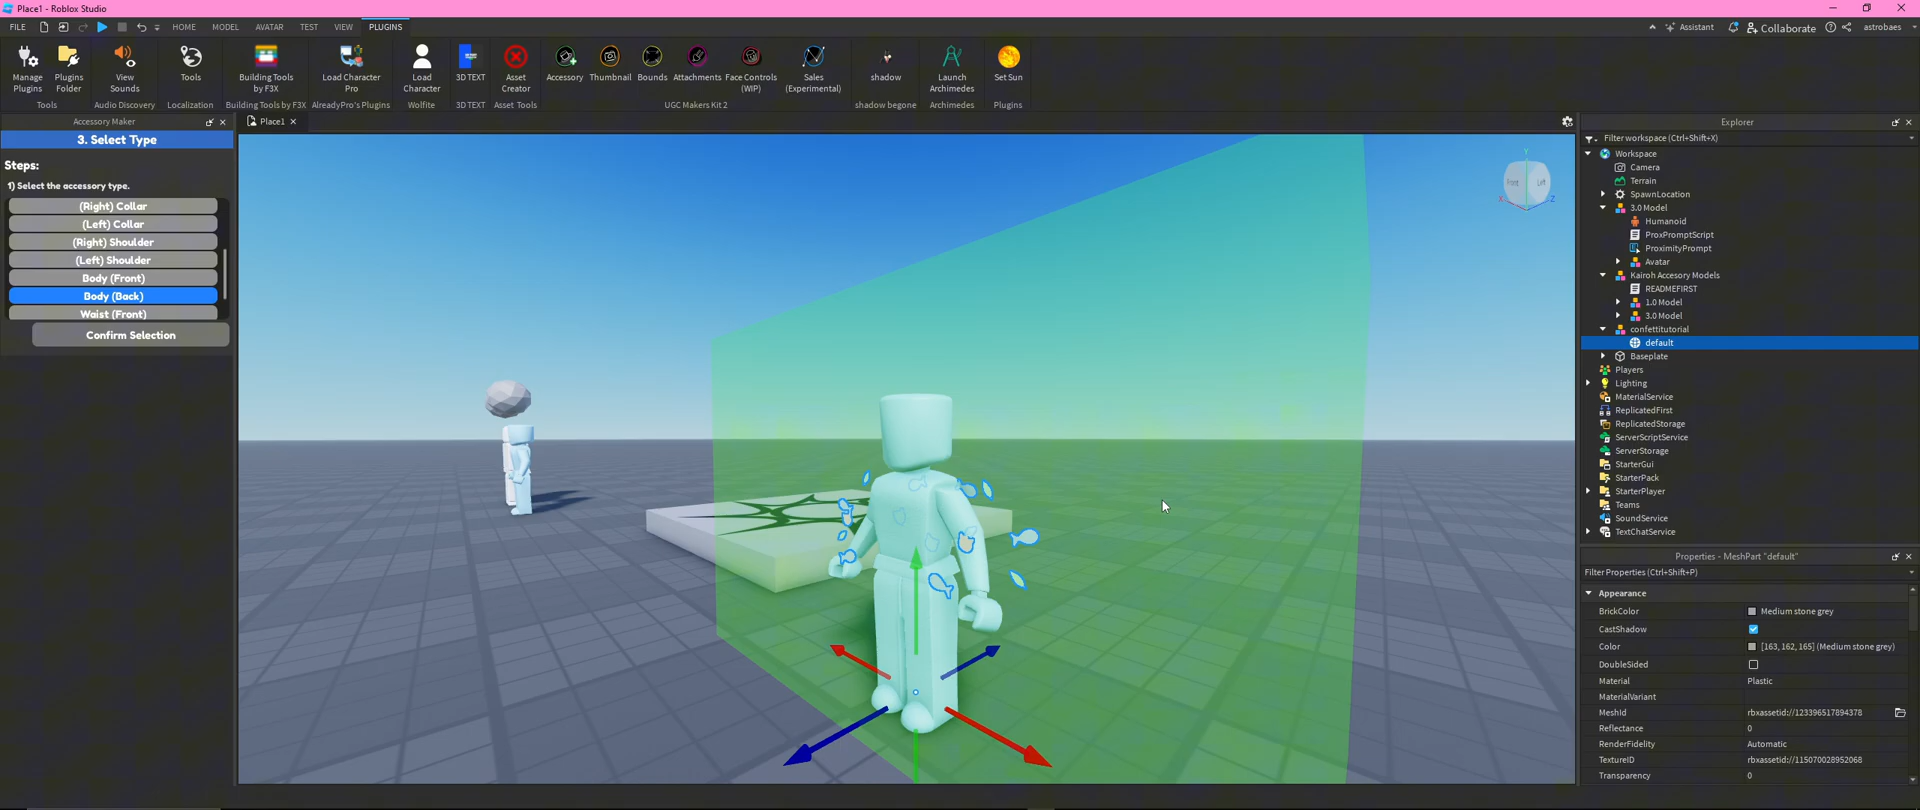 Place1 - Roblox Studio
FILE HOME MODEL AVATAR TEST VIEW PLUGINS Assistant Collaborate astrobaes
Manage Plugins
Plugins Folder
Tools
View Sounds
Audio Discovery
Tools
Localization
Building Tools by F3X
Building Tools by F3X
Load Character Pro
AlreadyPro's Plugins
Load Character
Wolfite
3D TEXT
3D TEXT
Asset Creator
Asset Tools
Accessory
Thumbnail
Bounds
Attachments
Face Controls (WIP)
Sales (Experimental)
UGC Makers Kit 2
shadow
shadow begone
Launch Archimedes
Archimedes
Set Sun
Plugins
Accessory Maker
3. Select Type
Steps:
1) Select the accessory type.
(Right) Collar
(Left) Collar
(Right) Shoulder
(Left) Shoulder
Body (Front)
Body (Back)
Waist (Front)
Confirm Selection
Place1
Y
Front
Left
X
Z
Explorer
Filter workspace (Ctrl+Shift+X)
Workspace
Camera
Terrain
SpawnLocation
3.0 Model
Humanoid
ProxPromptScript
ProximityPrompt
Avatar
Kairoh Accesory Models
READMEFIRST
1.0 Model
3.0 Model
confettitutorial
default
Baseplate
Players
Lighting
MaterialService
ReplicatedFirst
ReplicatedStorage
ServerScriptService
ServerStorage
StarterGui
StarterPack
StarterPlayer
Teams
SoundService
TextChatService
Properties - MeshPart "default"
Filter Properties (Ctrl+Shift+P)
Appearance
BrickColor Medium stone grey
CastShadow
Color [163, 162, 165] (Medium stone grey)
DoubleSided
Material Plastic
MaterialVariant
MeshId rbxassetid://123396517894378
Reflectance 0
RenderFidelity Automatic
TextureID rbxassetid://115070028952068
Transparency 0